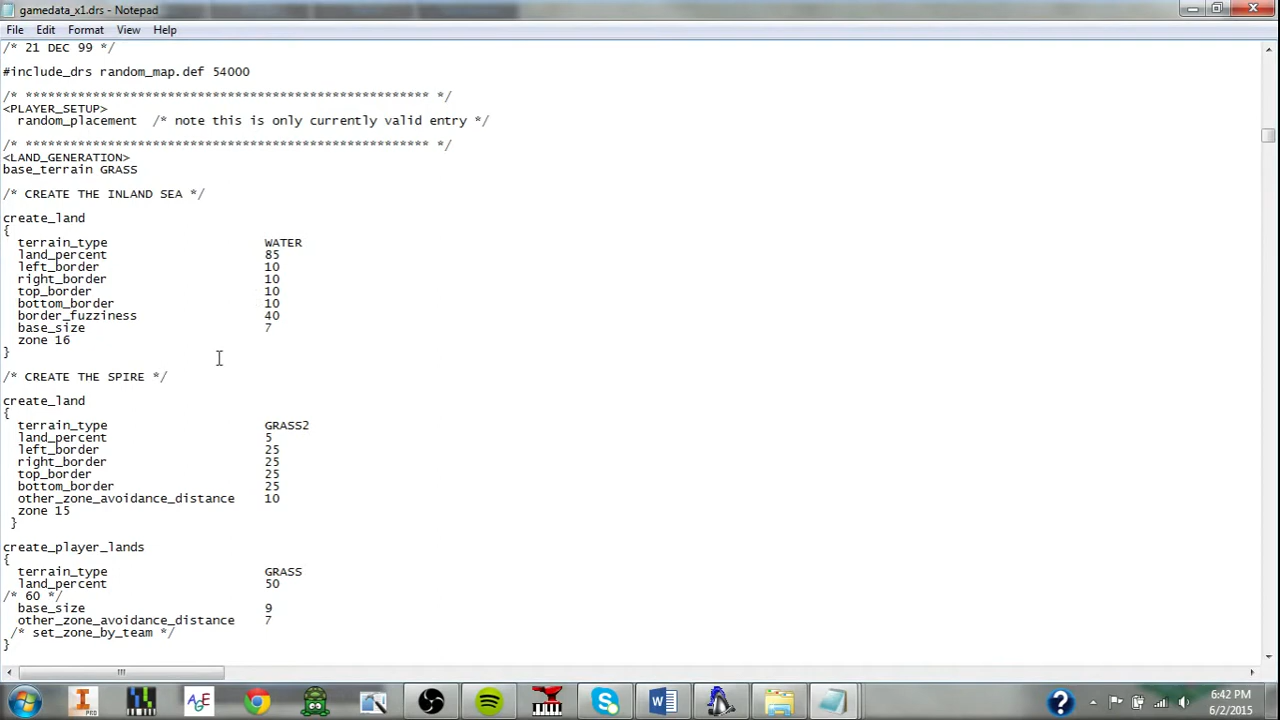 gamedata_x1.drs - Notepad
File Edit Format View Help
/* 21 DEC 99 */
#include_drs random_map.def 54000
/* ****************************************************** */
<PLAYER_SETUP>
random_placement /* note this is only currently valid entry */
/* ****************************************************** */
<LAND_GENERATION>
base_terrain GRASS
/* CREATE THE INLAND SEA */
create_land
{
terrain_type WATER
land_percent 85
left_border 10
right_border 10
top_border 10
bottom_border 10
border_fuzziness 40
base_size 7
zone 16
}
/* CREATE THE SPIRE */
create_land
{
terrain_type GRASS2
land_percent 5
left_border 25
right_border 25
top_border 25
bottom_border 25
other_zone_avoidance_distance 10
zone 15
}
create_player_lands
{
terrain_type GRASS
land_percent 50
/* 60 */
base_size 9
other_zone_avoidance_distance 7
/* set_zone_by_team */
}
PRO
AGE
W
6:42 PM
6/2/2015